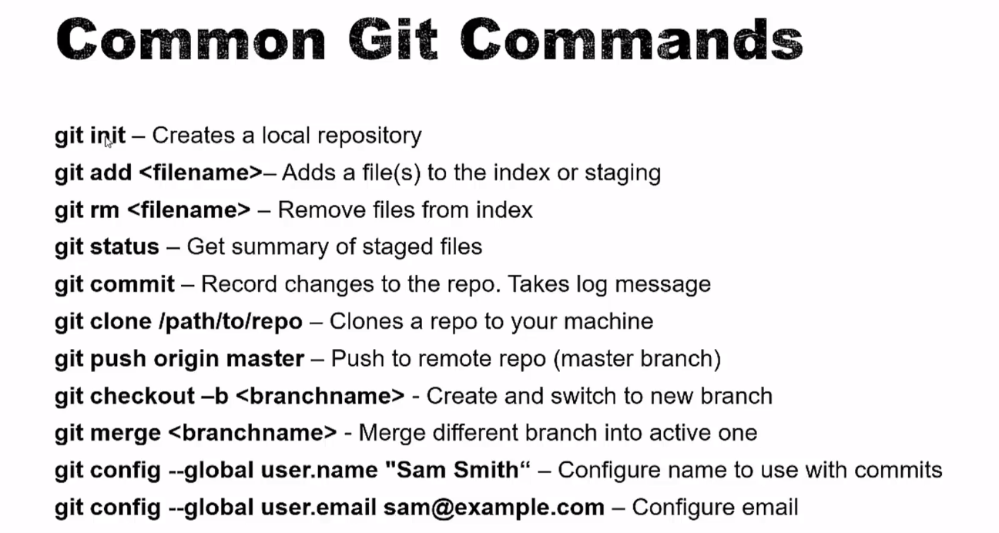 Common Git Commands
git init – Creates a local repository
git add <filename>– Adds a file(s) to the index or staging
git rm <filename> – Remove files from index
git status – Get summary of staged files
git commit – Record changes to the repo. Takes log message
git clone /path/to/repo – Clones a repo to your machine
git push origin master – Push to remote repo (master branch)
git checkout –b <branchname> - Create and switch to new branch
git merge <branchname> - Merge different branch into active one
git config --global user.name "Sam Smith“ – Configure name to use with commits
git config --global user.email sam@example.com – Configure email